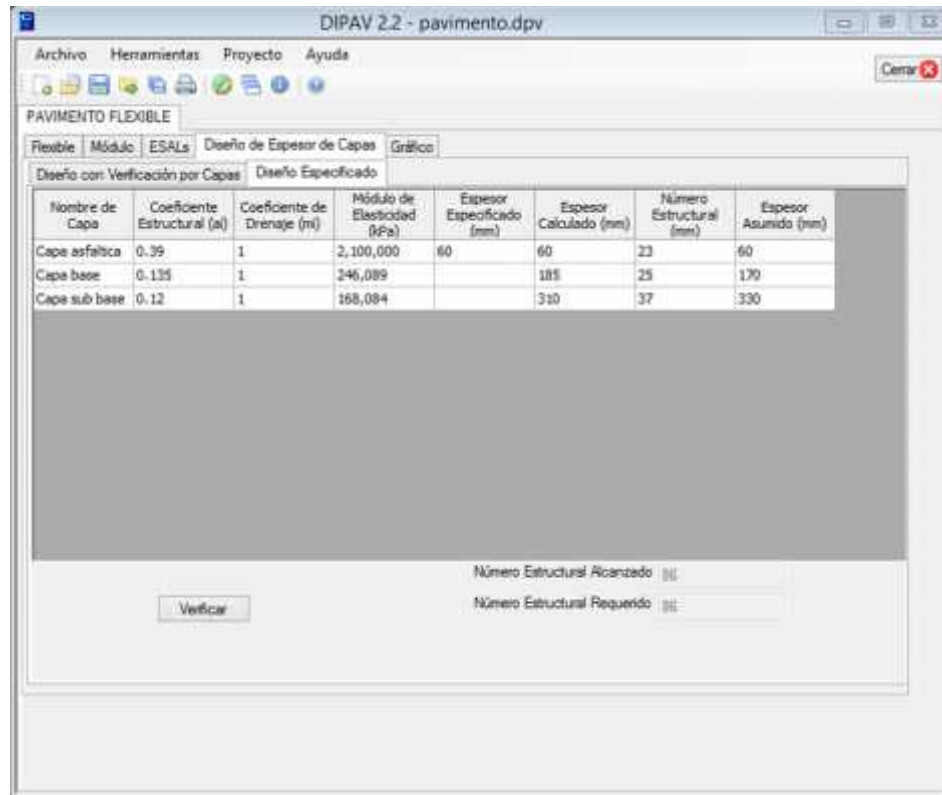 DIPAV 2.2 - pavimento.dpv
Archivo Herramientas Proyecto Ayuda
Cerrar
PAVIMENTO FLEXIBLE
Flexible Módulo ESALs Diseño de Espesor de Capas Gráfico
Diseño con Verificación por Capas Diseño Especificado
Nombre de Capa Coeficiente Estructural (ai) Coeficiente de Drenaje (mi) Módulo de Elasticidad (kPa) Espesor Especificado (mm) Espesor Calculado (mm) Número Estructural (mm) Espesor Asumido (mm)
Capa asfaltica 0.39 1 2,100,000 60 60 23 60
Capa base 0.135 1 246,089 185 25 170
Capa sub base 0.12 1 168,084 310 37 330
Número Estructural Alcanzado
Verificar
Número Estructural Requerido